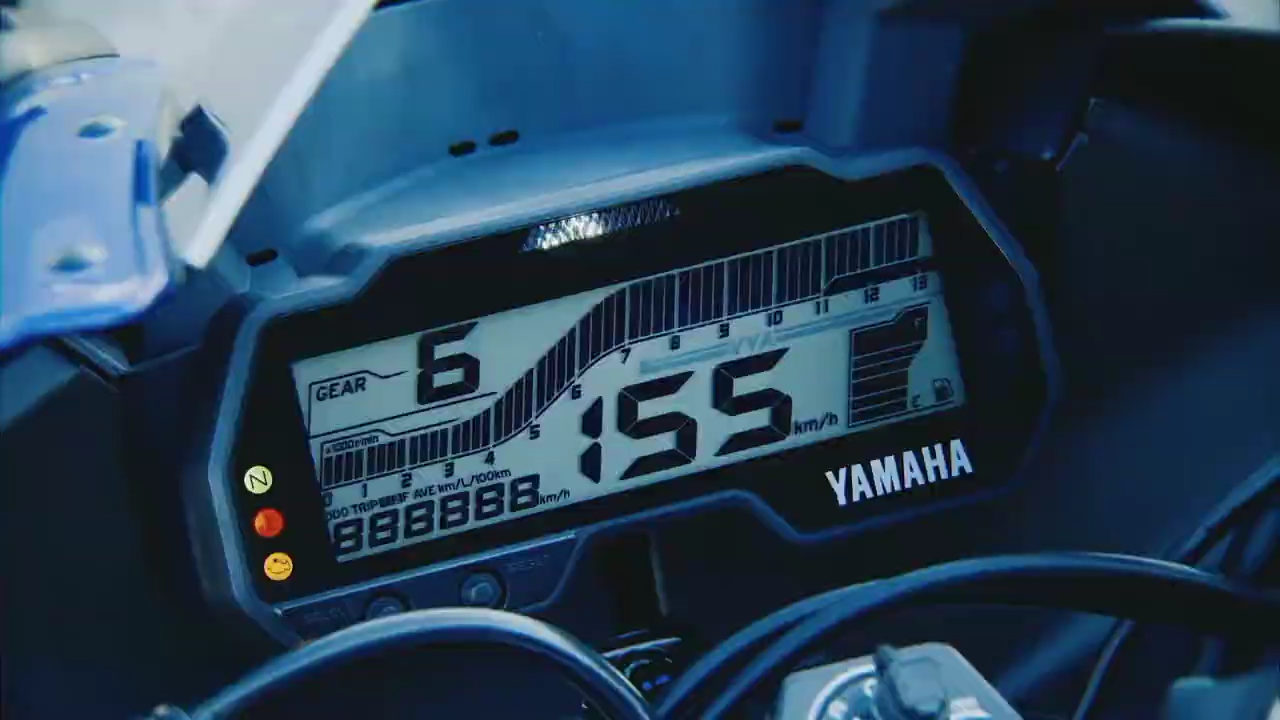 GEAR 6
x1000r/min
0 1 2 3 4 5 6 7 8 9 10 11 12 13
VVA
155 km/h
F
E
ODO TRIP AVE km/L/100km
888888 km/h
N
YAMAHA